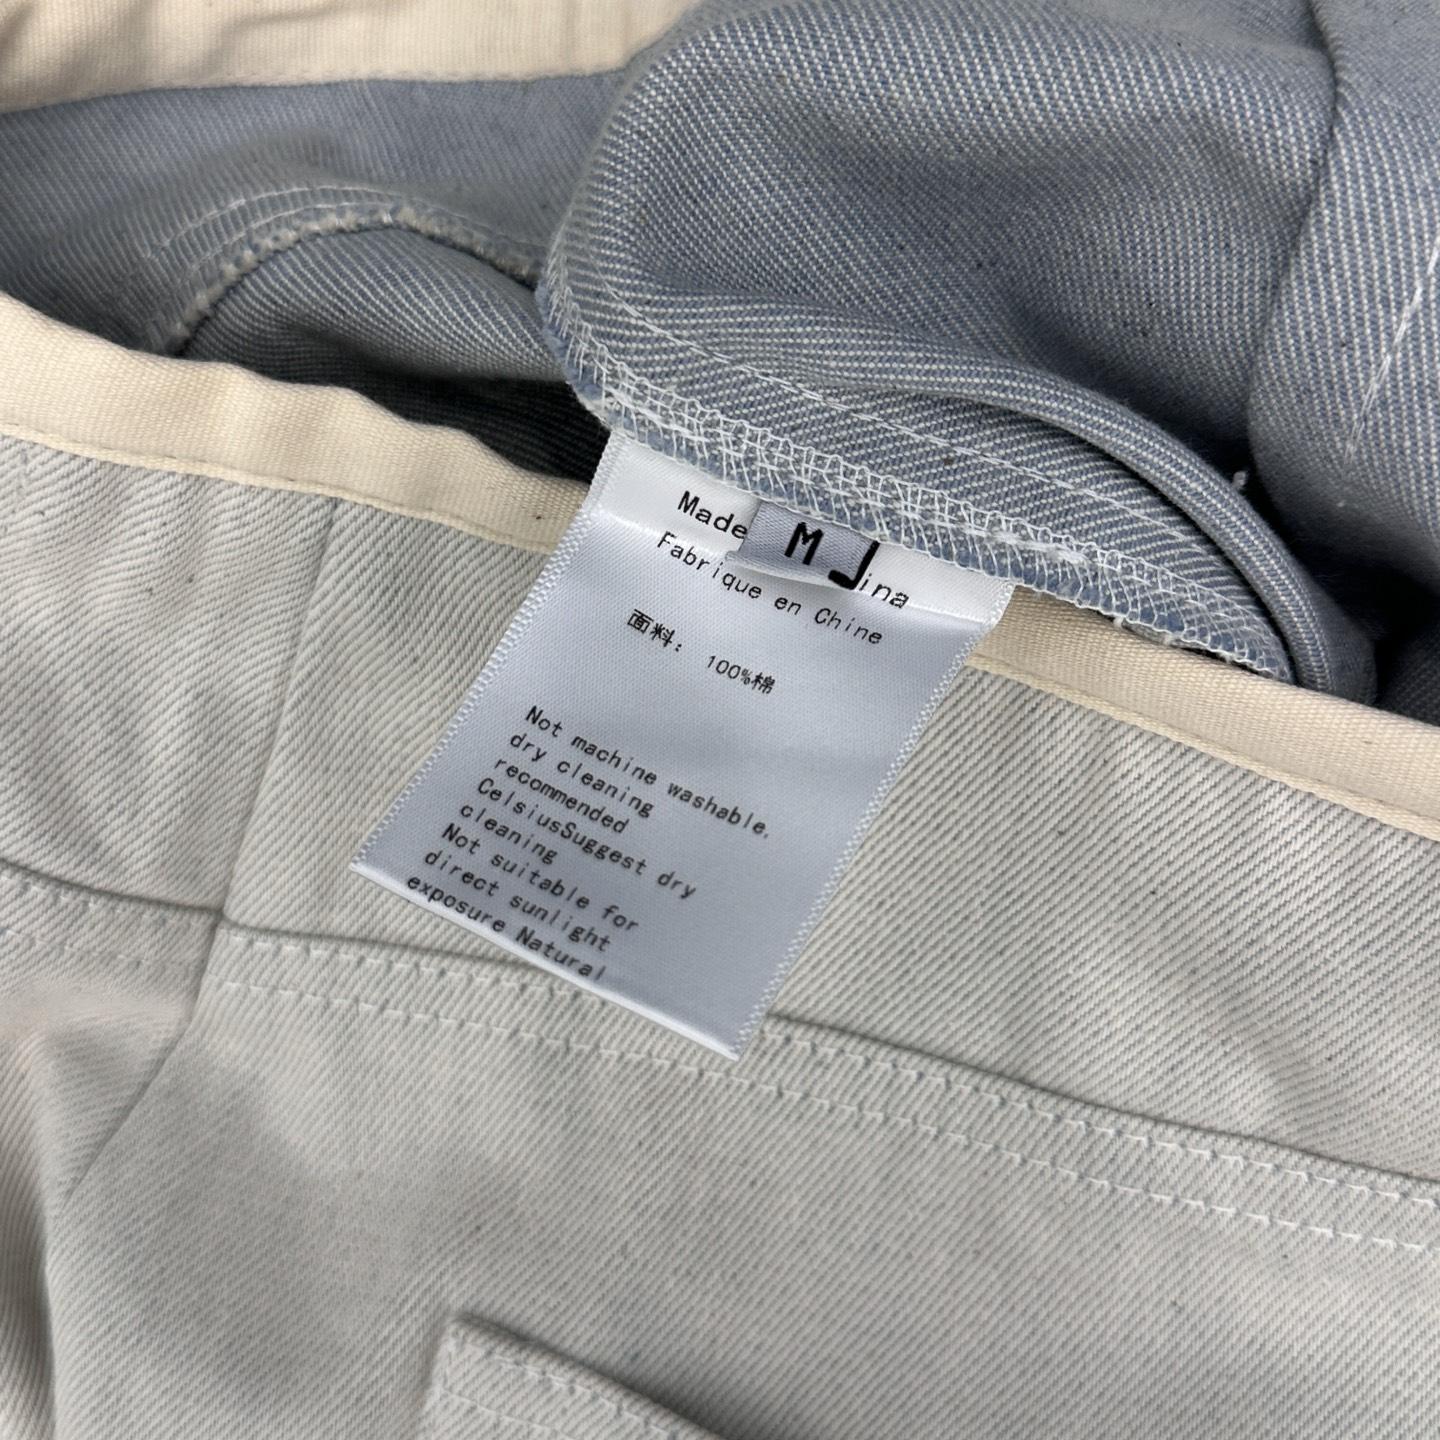 Made
M
ina
Fabrique en Chine
面料: 100%棉
Not machine washable,
dry cleaning
recommended
CelsiusSuggest dry
cleaning
Not suitable for
direct sunlight
exposure Natural